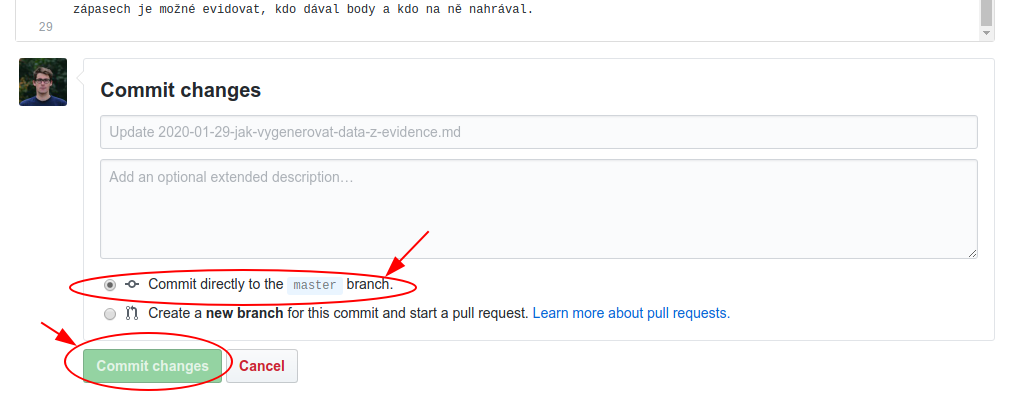 zápasech je možné evidovat, kdo dával body a kdo na ně nahrával.
29
Commit changes
Update 2020-01-29-jak-vygenerovat-data-z-evidence.md
Add an optional extended description…
Commit directly to the master branch.
Create a new branch for this commit and start a pull request. Learn more about pull requests.
Commit changes Cancel